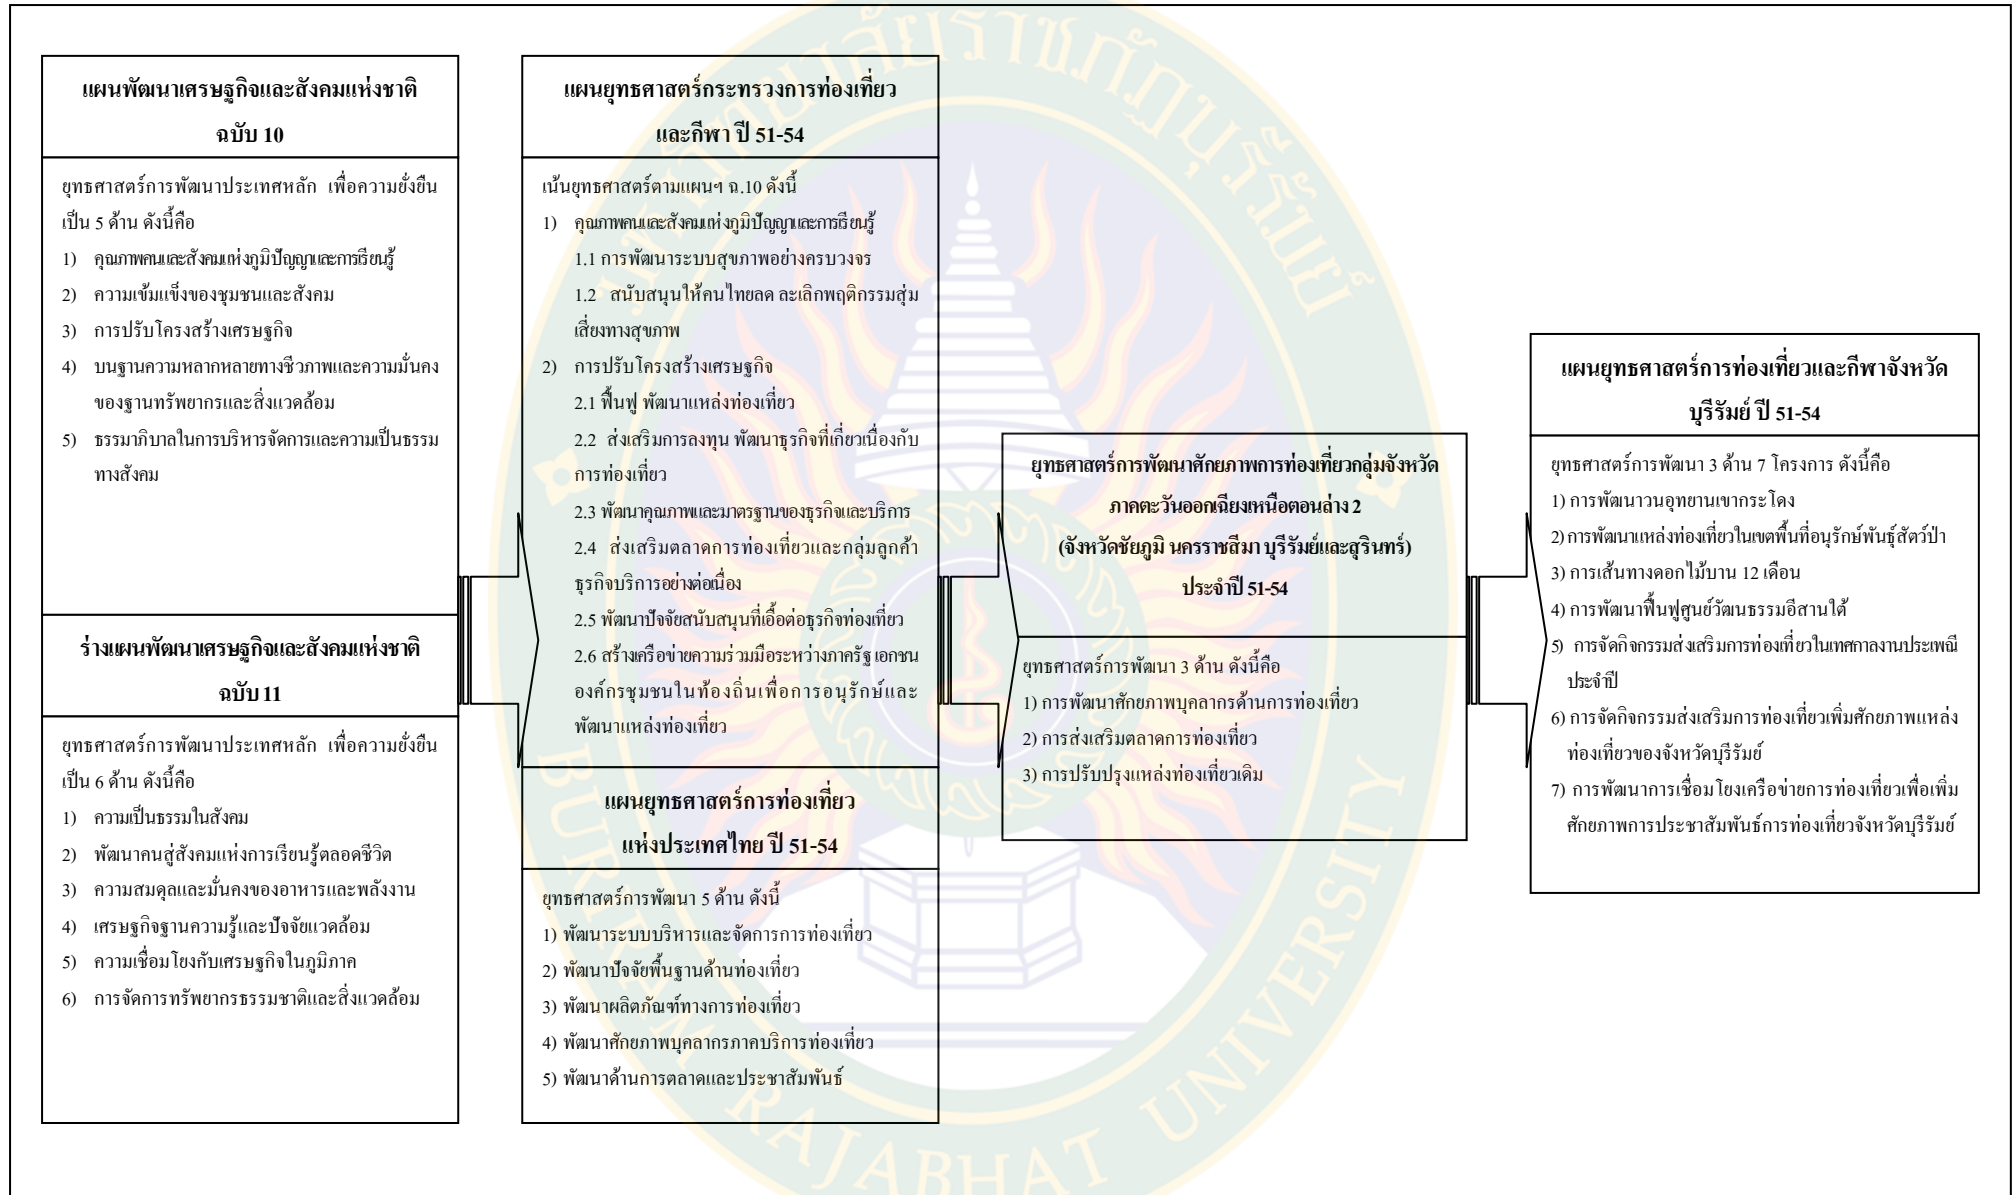 แผนพัฒนาเศรษฐกิจและสังคมแห่งชาติ
ฉบับ 10
ยุทธศาสตร์การพัฒนาประเทศหลัก เพื่อความยั่งยืน
เป็น 5 ด้าน ดังนี้คือ
1) คุณภาพคนและสังคมแห่งภูมิปัญญาและการเรียนรู้
2) ความเข้มแข็งของชุมชนและสังคม
3) การปรับโครงสร้างเศรษฐกิจ
4) บนฐานความหลากหลายทางชีวภาพและความมั่นคง
ของฐานทรัพยากรและสิ่งแวดล้อม
5) ธรรมาภิบาลในการบริหารจัดการและความเป็นธรรม
ทางสังคม
ร่างแผนพัฒนาเศรษฐกิจและสังคมแห่งชาติ
ฉบับ 11
ยุทธศาสตร์การพัฒนาประเทศหลัก เพื่อความยั่งยืน
เป็น 6 ด้าน ดังนี้คือ
1) ความเป็นธรรมในสังคม
2) พัฒนาคนสู่สังคมแห่งการเรียนรู้ตลอดชีวิต
3) ความสมดุลและมั่นคงของอาหารและพลังงาน
4) เศรษฐกิจฐานความรู้และปัจจัยแวดล้อม
5) ความเชื่อมโยงกับเศรษฐกิจในภูมิภาค
6) การจัดการทรัพยากรธรรมชาติและสิ่งแวดล้อม
แผนยุทธศาสตร์กระทรวงการท่องเที่ยว
และกีฬา ปี 51-54
เน้นยุทธศาสตร์ตามแผนฯ ฉ.10 ดังนี้
1) คุณภาพคนและสังคมแห่งภูมิปัญญาและการเรียนรู้
1.1 การพัฒนาระบบสุขภาพอย่างครบวงจร
1.2 สนับสนุนให้คนไทยลด ละเลิกพฤติกรรมสุ่ม
เสี่ยงทางสุขภาพ
2) การปรับโครงสร้างเศรษฐกิจ
2.1 ฟื้นฟู พัฒนาแหล่งท่องเที่ยว
2.2 ส่งเสริมการลงทุน พัฒนาธุรกิจที่เกี่ยวเนื่องกับ
การท่องเที่ยว
2.3 พัฒนาคุณภาพและมาตรฐานของธุรกิจและบริการ
2.4 ส่งเสริมตลาดการท่องเที่ยวและกลุ่มลูกค้า
ธุรกิจบริการอย่างต่อเนื่อง
2.5 พัฒนาปัจจัยสนับสนุนที่เอื้อต่อธุรกิจท่องเที่ยว
2.6 สร้างเครือข่ายความร่วมมือระหว่างภาครัฐ เอกชน
องค์กรชุมชนในท้องถิ่นเพื่อการอนุรักษ์และ
พัฒนาแหล่งท่องเที่ยว
แผนยุทธศาสตร์การท่องเที่ยว
แห่งประเทศไทย ปี 51-54
ยุทธศาสตร์การพัฒนา 5 ด้าน ดังนี้
1) พัฒนาระบบบริหารและจัดการการท่องเที่ยว
2) พัฒนาปัจจัยพื้นฐานด้านท่องเที่ยว
3) พัฒนาผลิตภัณฑ์ทางการท่องเที่ยว
4) พัฒนาศักยภาพบุคลากรภาคบริการท่องเที่ยว
5) พัฒนาด้านการตลาดและประชาสัมพันธ์
ยุทธศาสตร์การพัฒนาศักยภาพการท่องเที่ยวกลุ่มจังหวัด
ภาคตะวันออกเฉียงเหนือตอนล่าง 2
(จังหวัดชัยภูมิ นครราชสีมา บุรีรัมย์และสุรินทร์)
ประจำปี 51-54
ยุทธศาสตร์การพัฒนา 3 ด้าน ดังนี้คือ
1) การพัฒนาศักยภาพบุคลากรด้านการท่องเที่ยว
2) การส่งเสริมตลาดการท่องเที่ยว
3) การปรับปรุงแหล่งท่องเที่ยวเดิม
แผนยุทธศาสตร์การท่องเที่ยวและกีฬาจังหวัด
บุรีรัมย์ ปี 51-54
ยุทธศาสตร์การพัฒนา 3 ด้าน 7 โครงการ ดังนี้คือ
1) การพัฒนาวนอุทยานเขากระโดง
2) การพัฒนาแหล่งท่องเที่ยวในเขตพื้นที่อนุรักษ์พันธุ์สัตว์ป่า
3) การเส้นทางดอกไม้บาน 12 เดือน
4) การพัฒนาฟื้นฟูศูนย์วัฒนธรรมอีสานใต้
5) การจัดกิจกรรมส่งเสริมการท่องเที่ยวในเทศกาลงานประเพณี
ประจำปี
6) การจัดกิจกรรมส่งเสริมการท่องเที่ยวเพิ่มศักยภาพแหล่ง
ท่องเที่ยวของจังหวัดบุรีรัมย์
7) การพัฒนาการเชื่อมโยงเครือข่ายการท่องเที่ยวเพื่อเพิ่ม
ศักยภาพการประชาสัมพันธ์การท่องเที่ยวจังหวัดบุรีรัมย์
มหาวิทยาลัยราชภัฏบุรีรัมย์
BURIRAM RAJABHAT UNIVERSITY